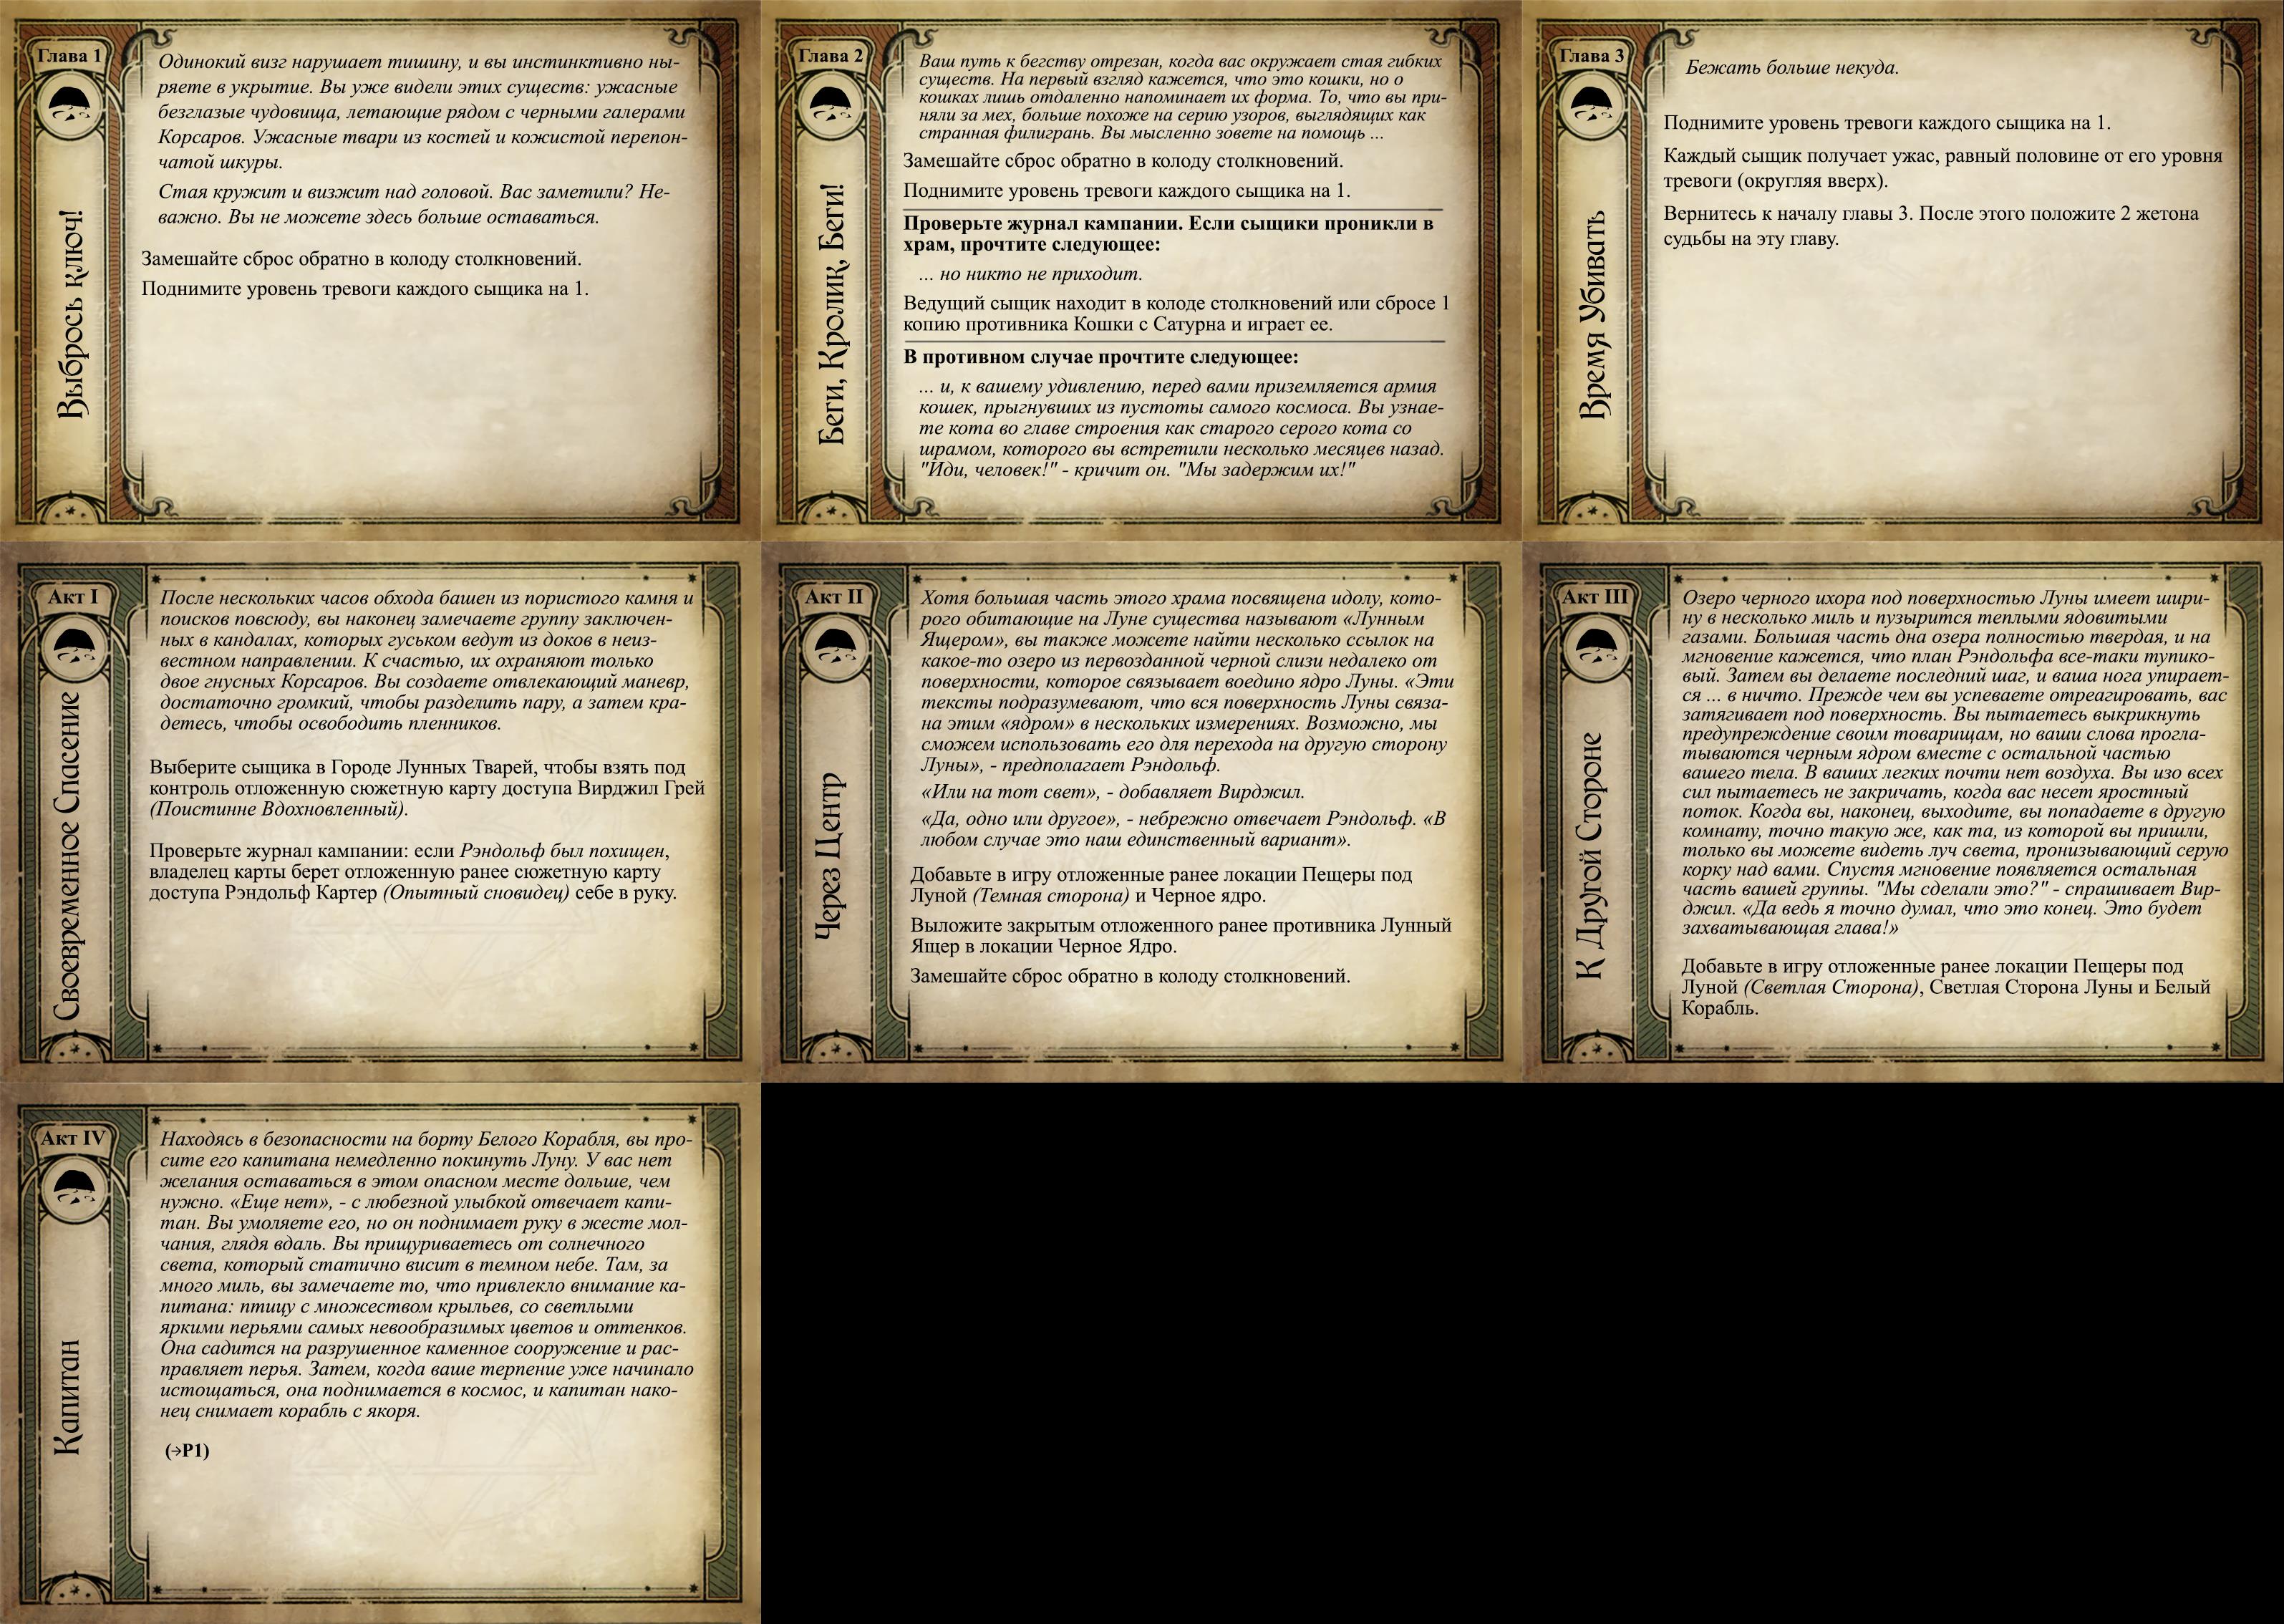 Глава 1
Выбрось ключ!
Одинокий визг нарушает тишину, и вы инстинктивно ны-
ряете в укрытие. Вы уже видели этих существ: ужасные
безглазые чудовища, летающие рядом с черными галерами
Корсаров. Ужасные твари из костей и кожистой перепон-
чатой шкуры.
Стая кружит и визжит над головой. Вас заметили? Не-
важно. Вы не можете здесь больше оставаться.
Замешайте сброс обратно в колоду столкновений.
Поднимите уровень тревоги каждого сыщика на 1.
Глава 2
Беги, Кролик, Беги!
Ваш путь к бегству отрезан, когда вас окружает стая гибких
существ. На первый взгляд кажется, что это кошки, но о
кошках лишь отдаленно напоминает их форма. То, что вы при-
няли за мех, больше похоже на серию узоров, выглядящих как
странная филигрань. Вы мысленно зовете на помощь ...
Замешайте сброс обратно в колоду столкновений.
Поднимите уровень тревоги каждого сыщика на 1.
Проверьте журнал кампании. Если сыщики проникли в
храм, прочтите следующее:
... но никто не приходит.
Ведущий сыщик находит в колоде столкновений или сбросе 1
копию противника Кошки с Сатурна и играет ее.
В противном случае прочтите следующее:
... и, к вашему удивлению, перед вами приземляется армия
кошек, прыгнувших из пустоты самого космоса. Вы узнае-
те кота во главе строения как старого серого кота со
шрамом, которого вы встретили несколько месяцев назад.
"Иди, человек!" - кричит он. "Мы задержим их!"
Глава 3
Время Убивать
Бежать больше некуда.
Поднимите уровень тревоги каждого сыщика на 1.
Каждый сыщик получает ужас, равный половине от его уровня
тревоги (округляя вверх).
Вернитесь к началу главы 3. После этого положите 2 жетона
судьбы на эту главу.
Акт I
Своевременное Спасение
После нескольких часов обхода башен из пористого камня и
поисков повсюду, вы наконец замечаете группу заключен-
ных в кандалах, которых гуськом ведут из доков в неиз-
вестном направлении. К счастью, их охраняют только
двое гнусных Корсаров. Вы создаете отвлекающий маневр,
достаточно громкий, чтобы разделить пару, а затем кра-
детесь, чтобы освободить пленников.
Выберите сыщика в Городе Лунных Тварей, чтобы взять под
контроль отложенную сюжетную карту доступа Вирджил Грей
(Поистинне Вдохновленный).
Проверьте журнал кампании: если Рэндольф был похищен,
владелец карты берет отложенную ранее сюжетную карту
доступа Рэндольф Картер (Опытный сновидец) себе в руку.
Акт II
Через Центр
Хотя большая часть этого храма посвящена идолу, кото-
рого обитающие на Луне существа называют «Лунным
Ящером», вы также можете найти несколько ссылок на
какое-то озеро из первозданной черной слизи недалеко от
поверхности, которое связывает воедино ядро Луны. «Эти
тексты подразумевают, что вся поверхность Луны связа-
на этим «ядром» в нескольких измерениях. Возможно, мы
сможем использовать его для перехода на другую сторону
Луны», - предполагает Рэндольф.
«Или на тот свет», - добавляет Вирджил.
«Да, одно или другое», - небрежно отвечает Рэндольф. «В
любом случае это наш единственный вариант».
Добавьте в игру отложенные ранее локации Пещеры под
Луной (Темная сторона) и Черное ядро.
Выложите закрытым отложенного ранее противника Лунный
Ящер в локации Черное Ядро.
Замешайте сброс обратно в колоду столкновений.
Акт III
К Другой Стороне
Озеро черного ихора под поверхностью Луны имеет шири-
ну в несколько миль и пузырится теплыми ядовитыми
газами. Большая часть дна озера полностью твердая, и на
мгновение кажется, что план Рэндольфа все-таки тупико-
вый. Затем вы делаете последний шаг, и ваша нога упирает-
ся ... в ничто. Прежде чем вы успеваете отреагировать, вас
затягивает под поверхность. Вы пытаетесь выкрикнуть
предупреждение своим товарищам, но ваши слова прогла-
тываются черным ядром вместе с остальной частью
вашего тела. В ваших легких почти нет воздуха. Вы изо всех
сил пытаетесь не закричать, когда вас несет яростный
поток. Когда вы, наконец, выходите, вы попадаете в другую
комнату, точно такую же, как та, из которой вы пришли,
только вы можете видеть луч света, пронизывающий серую
корку над вами. Спустя мгновение появляется остальная
часть вашей группы. "Мы сделали это?" - спрашивает Вир-
джил. «Да ведь я точно думал, что это конец. Это будет
захватывающая глава!»
Добавьте в игру отложенные ранее локации Пещеры под
Луной (Светлая Сторона), Светлая Сторона Луны и Белый
Корабль.
Акт IV
Капитан
Находясь в безопасности на борту Белого Корабля, вы про-
сите его капитана немедленно покинуть Луну. У вас нет
желания оставаться в этом опасном месте дольше, чем
нужно. «Еще нет», - с любезной улыбкой отвечает капи-
тан. Вы умоляете его, но он поднимает руку в жесте мол-
чания, глядя вдаль. Вы прищуриваетесь от солнечного
света, который статично висит в темном небе. Там, за
много миль, вы замечаете то, что привлекло внимание ка-
питана: птицу с множеством крыльев, со светлыми
яркими перьями самых невообразимых цветов и оттенков.
Она садится на разрушенное каменное сооружение и рас-
правляет перья. Затем, когда ваше терпение уже начинало
истощаться, она поднимается в космос, и капитан нако-
нец снимает корабль с якоря.
(→Р1)